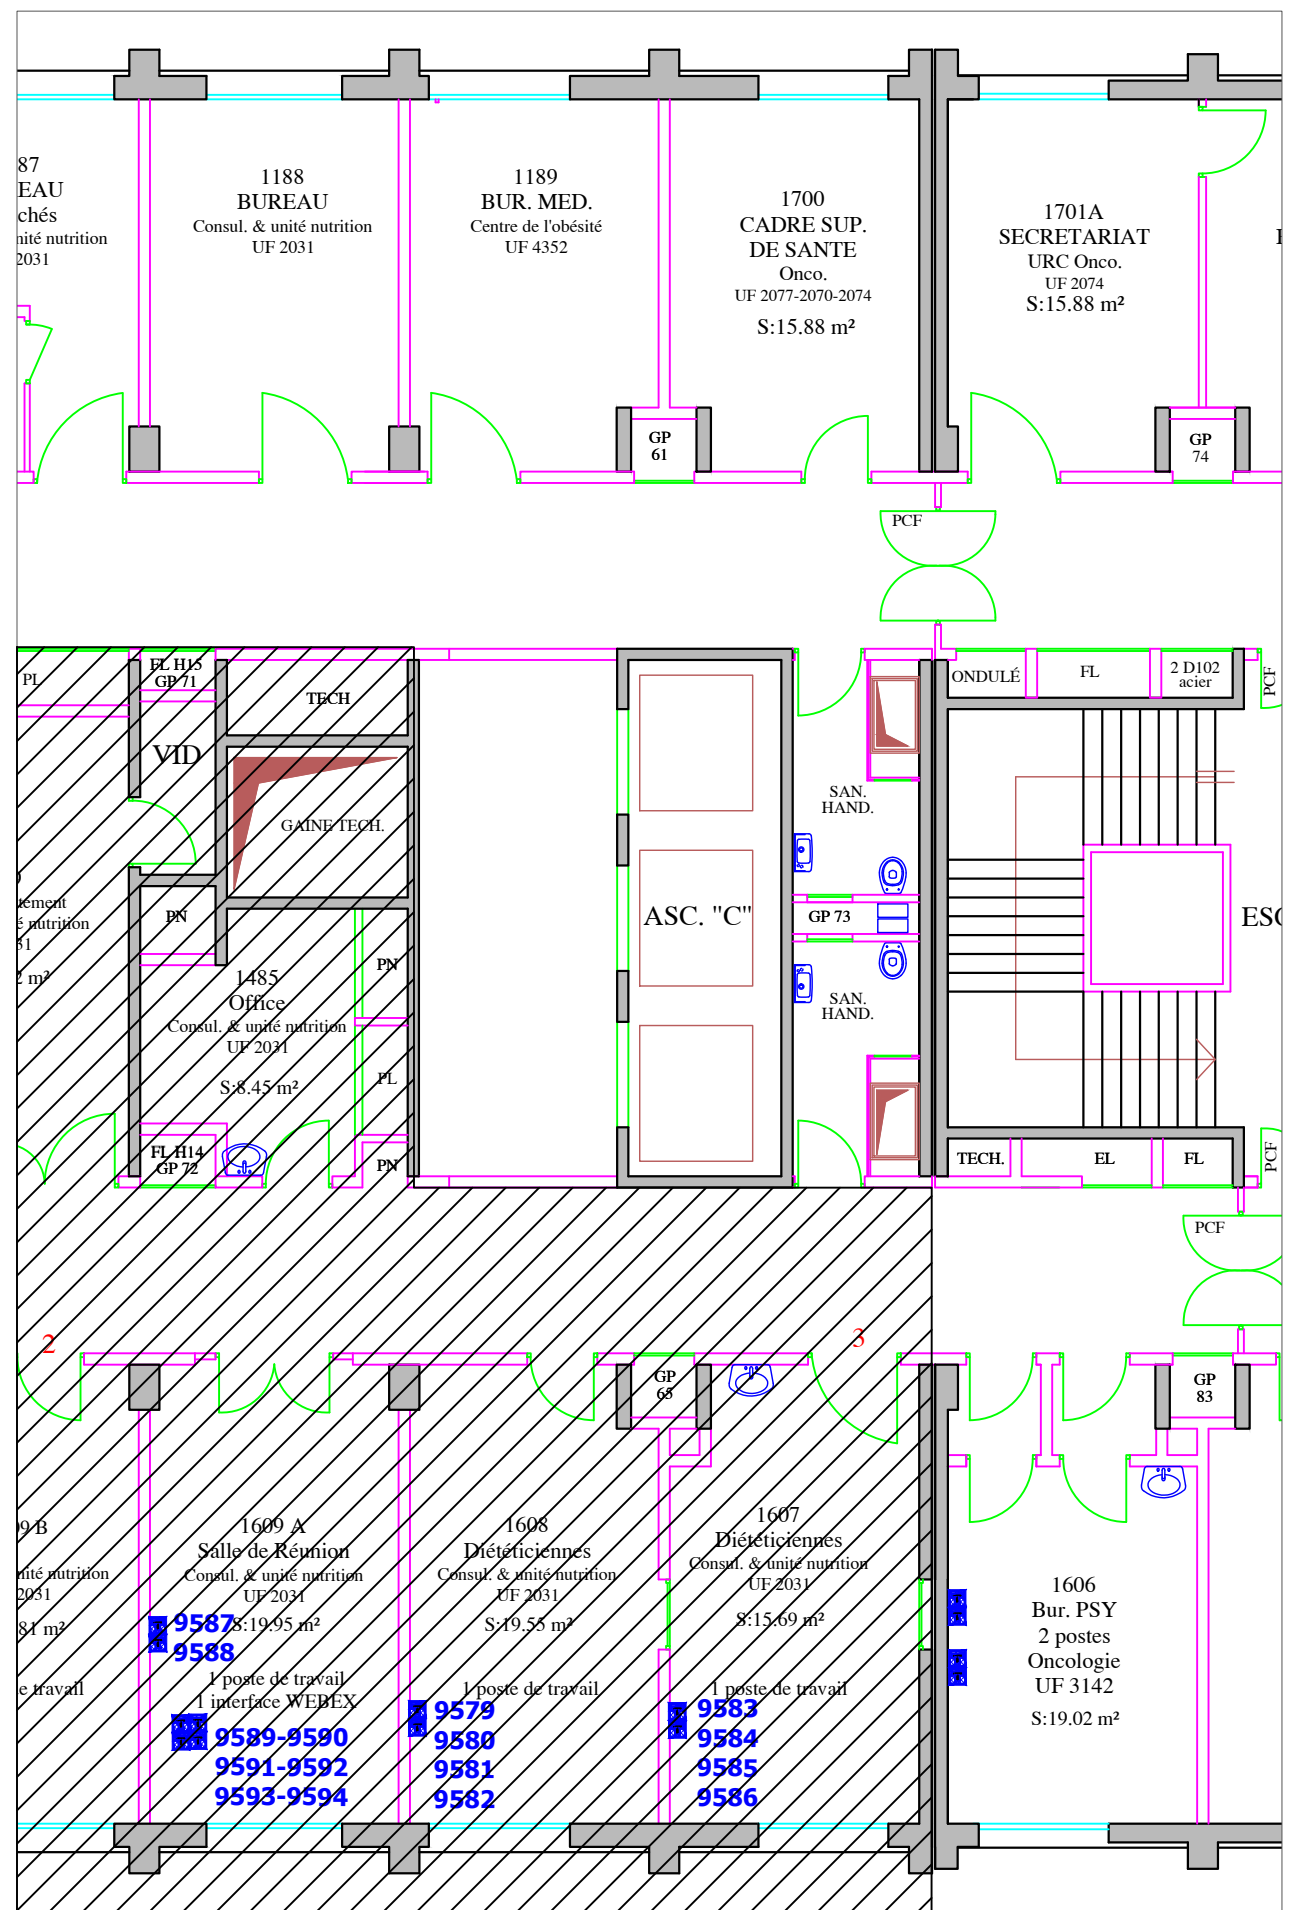 87
EAU
chés
nité nutrition
2031
1188
BUREAU
Consul. & unité nutrition
UF 2031
1189
BUR. MED.
Centre de l'obésité
UF 4352
1700
CADRE SUP.
DE SANTE
Onco.
UF 2077-2070-2074
S:15.88 m²
1701A
SECRETARIAT
URC Onco.
UF 2074
S:15.88 m²
GP
61
GP
74
PCF
PL
FL H15
GP 71
TECH
VID
GAINE TECH.
PN
tement
é nutrition
31
2 m²
1485
Office
Consul. & unité nutrition
UF 2031
S:8.45 m²
PN
PL
PN
FL H14
GP 72
ASC. "C"
SAN.
HAND.
GP 73
SAN.
HAND.
ONDULÉ
FL
2 D102
acier
PCF
ESC
TECH.
EL
FL
PCF
PCF
2
3
GP
65
GP
83
09 B
nité nutrition
2031
81 m²
e travail
1609 A
Salle de Réunion
Consul. & unité nutrition
UF 2031
S:19.95 m²
9587
9588
1 poste de travail
1 interface WEBEX
9589-9590
9591-9592
9593-9594
1608
Diététiciennes
Consul. & unité nutrition
UF 2031
S:19.55 m²
1 poste de travail
9579
9580
9581
9582
1607
Diététiciennes
Consul. & unité nutrition
UF 2031
S:15.69 m²
1 poste de travail
9583
9584
9585
9586
1606
Bur. PSY
2 postes
Oncologie
UF 3142
S:19.02 m²